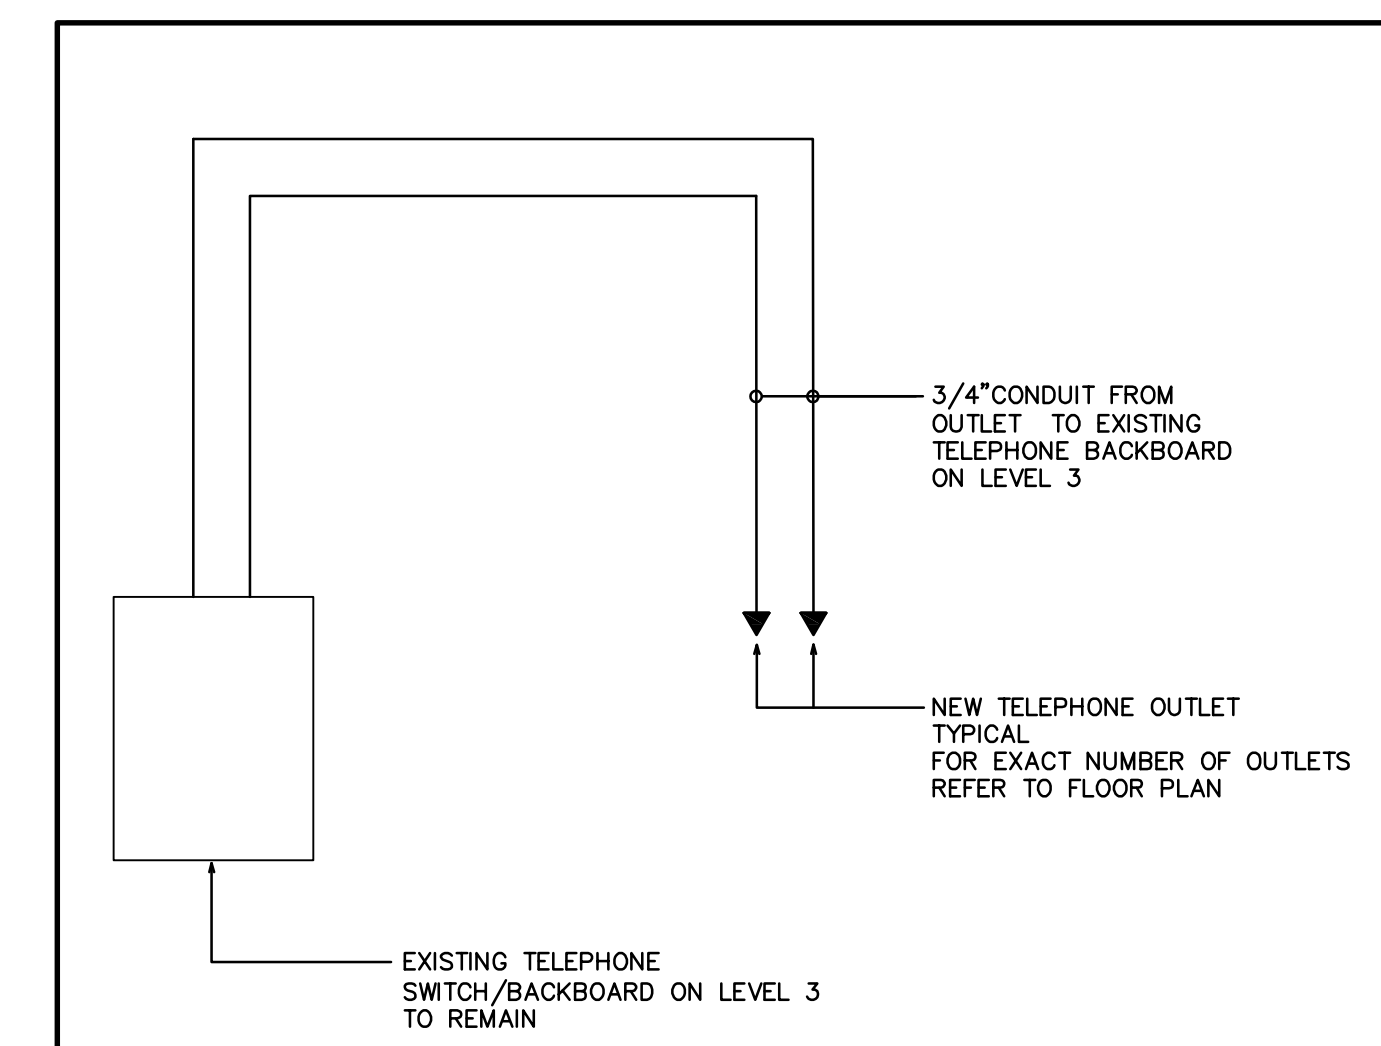 3/4"CONDUIT FROM
OUTLET TO EXISTING
TELEPHONE BACKBOARD
ON LEVEL 3
NEW TELEPHONE OUTLET
TYPICAL
FOR EXACT NUMBER OF OUTLETS
REFER TO FLOOR PLAN
EXISTING TELEPHONE
SWITCH/BACKBOARD ON LEVEL 3
TO REMAIN